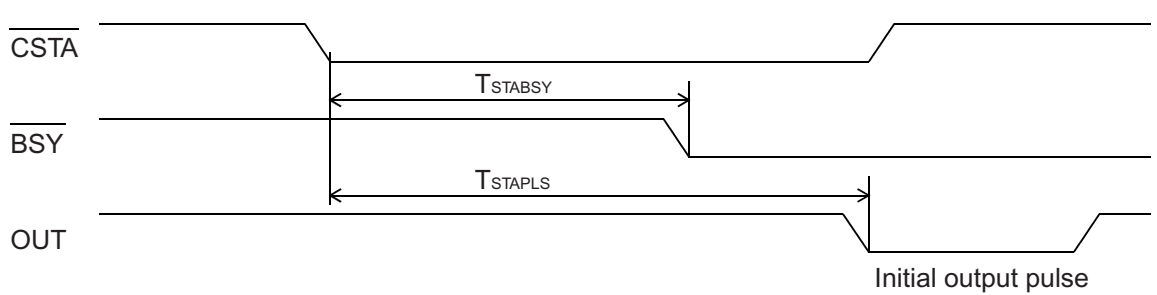 CSTA
TSTABSY
BSY
TSTAPLS
OUT
Initial output pulse